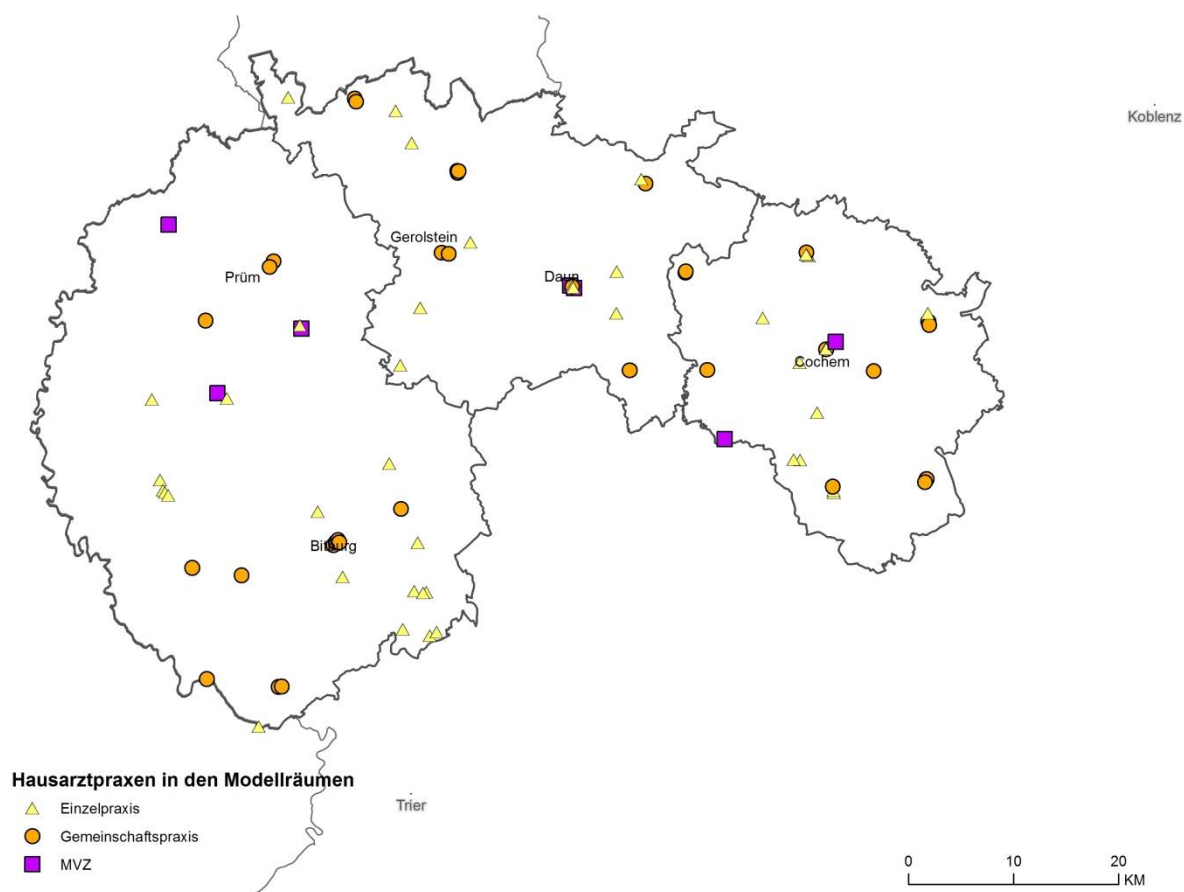 Koblenz
Gerolstein
Prüm
Daun
Cochem
Bitburg
Trier
Hausarztpraxen in den Modellräumen
Einzelpraxis
Gemeinschaftspraxis
MVZ
0 10 20
KM